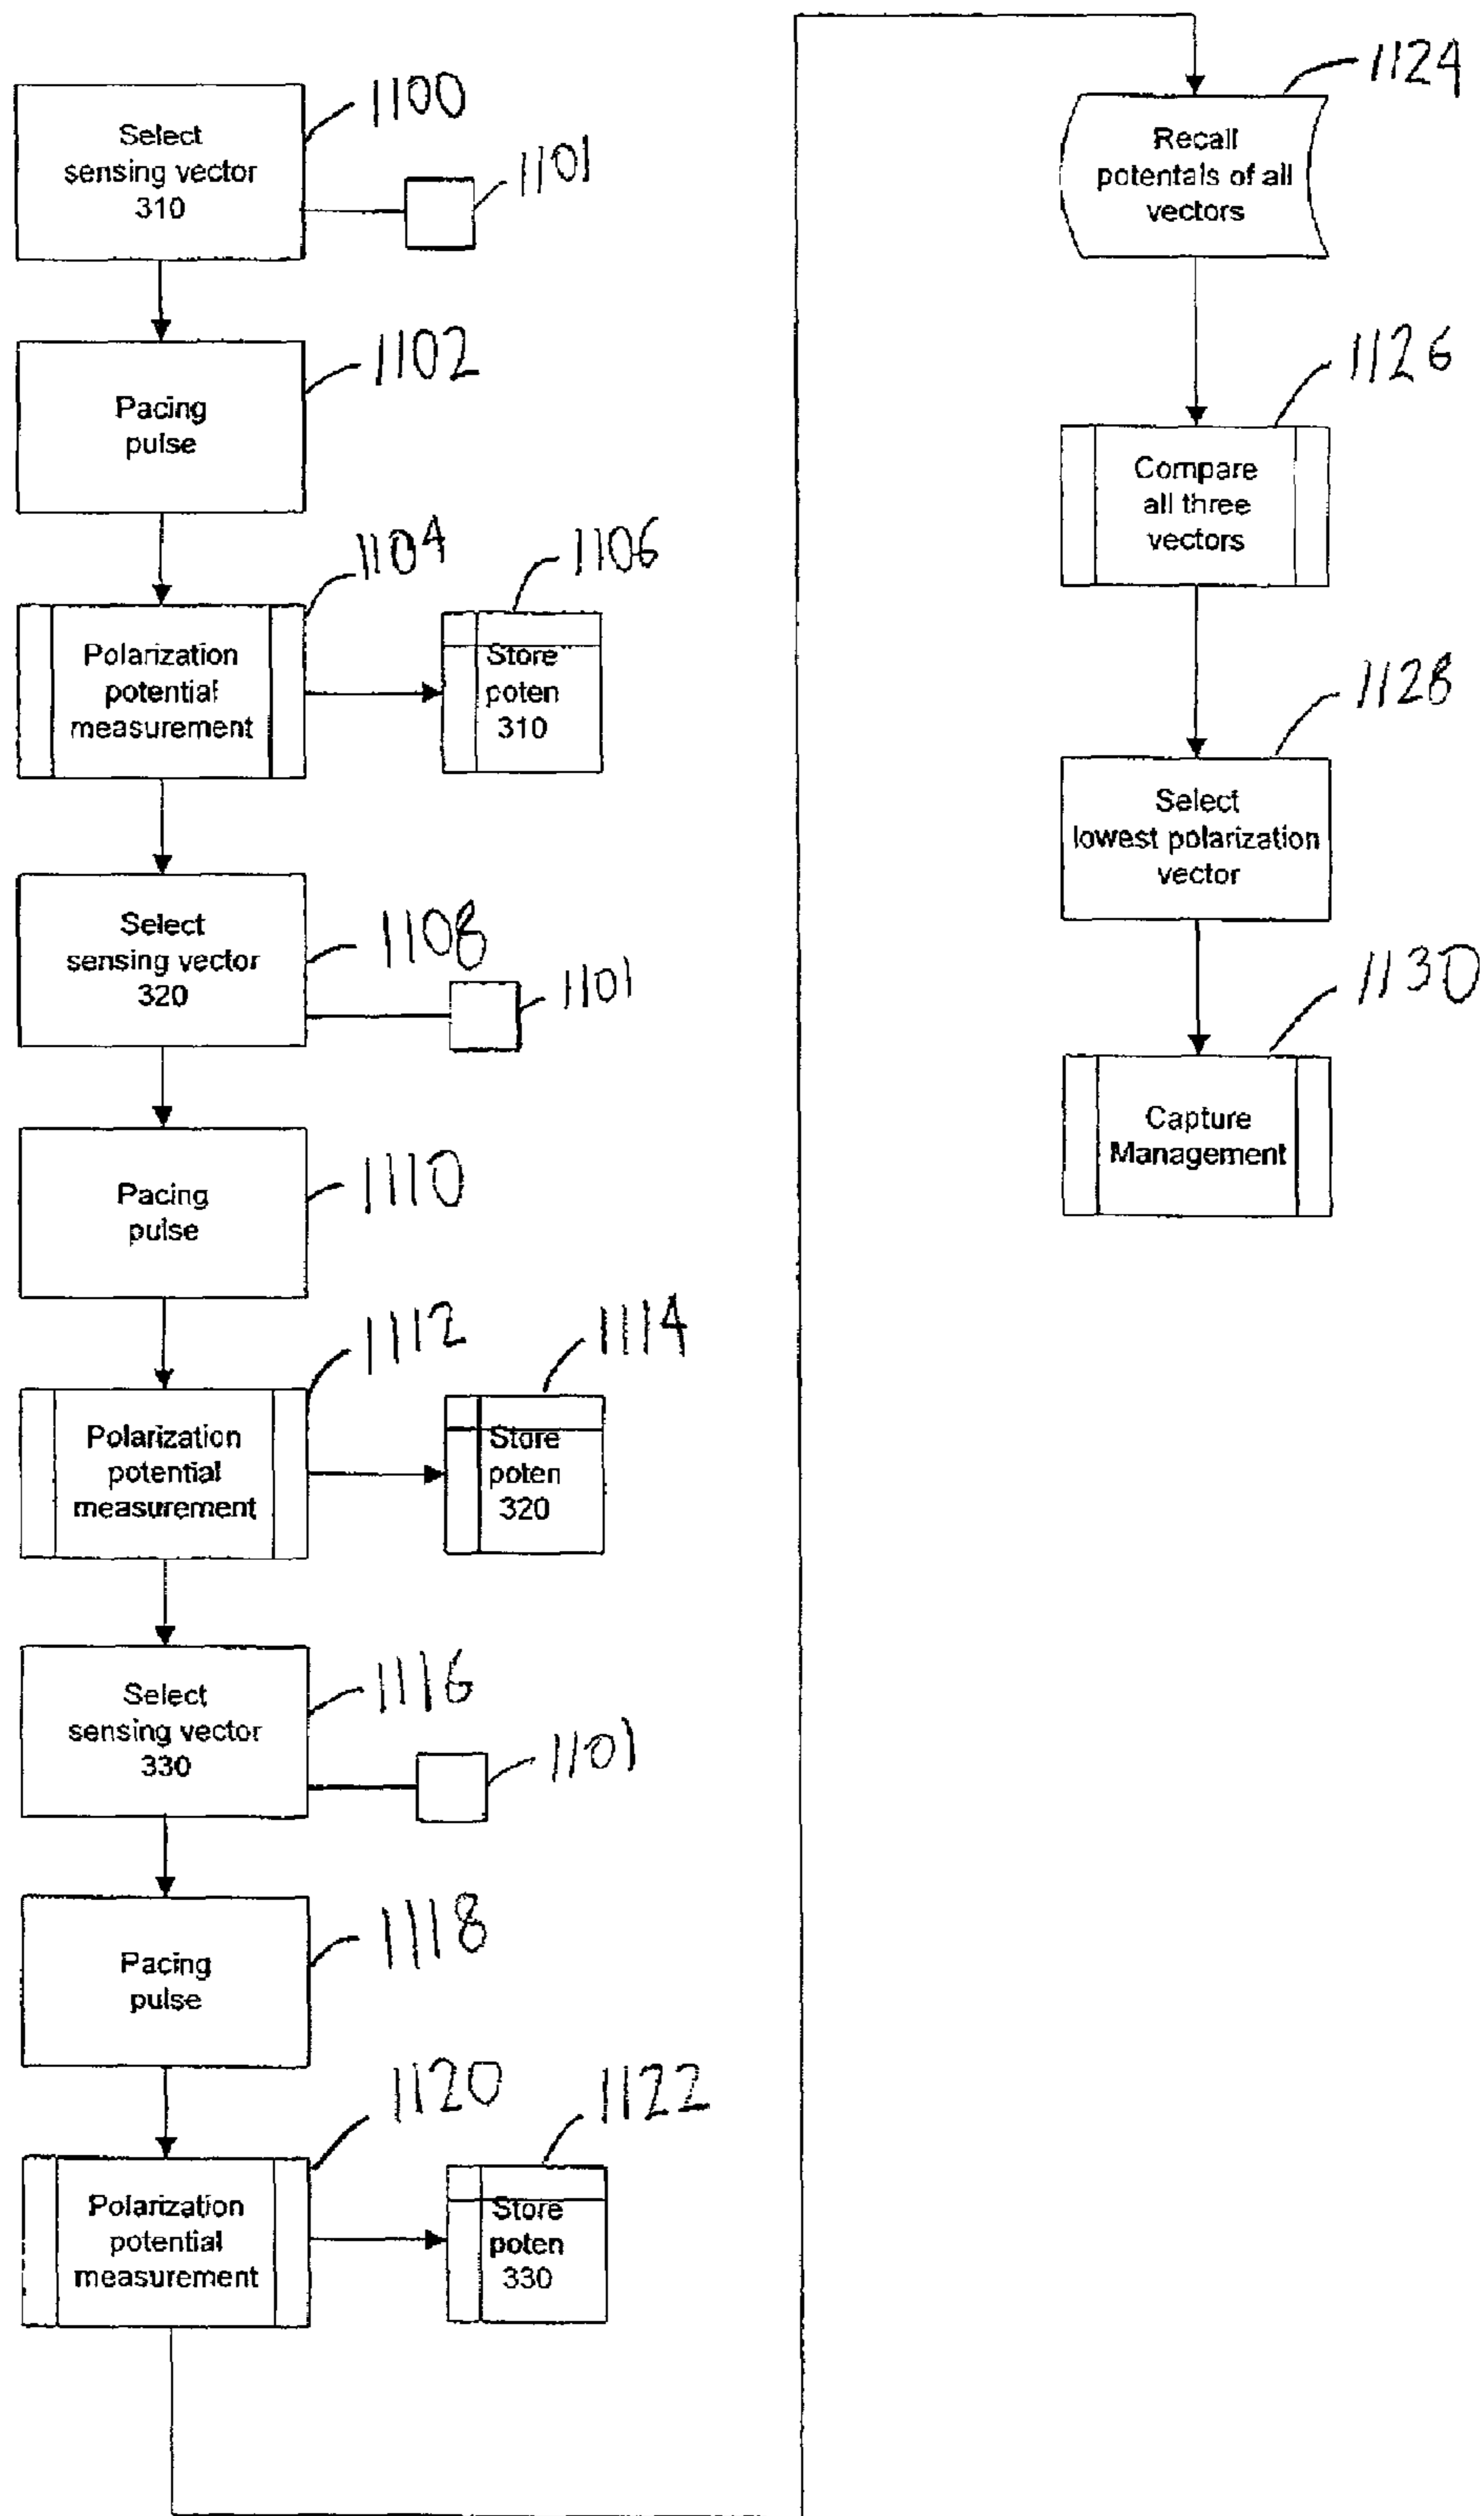 1100
Select
sensing vector
310
1101
1102
Pacing
pulse
1104
Polarization
potential
measurement
1106
Store
poten
310
1108
Select
sensing vector
320
1101
1110
Pacing
pulse
1112
Polarization
potential
measurement
1114
Store
poten
320
1116
Select
sensing vector
330
1101
1118
Pacing
pulse
1120
Polarization
potential
measurement
1122
Store
poten
330
1124
Recall
potentals of all
vectors
1126
Compare
all three
vectors
1128
Select
lowest polarization
vector
1130
Capture
Management